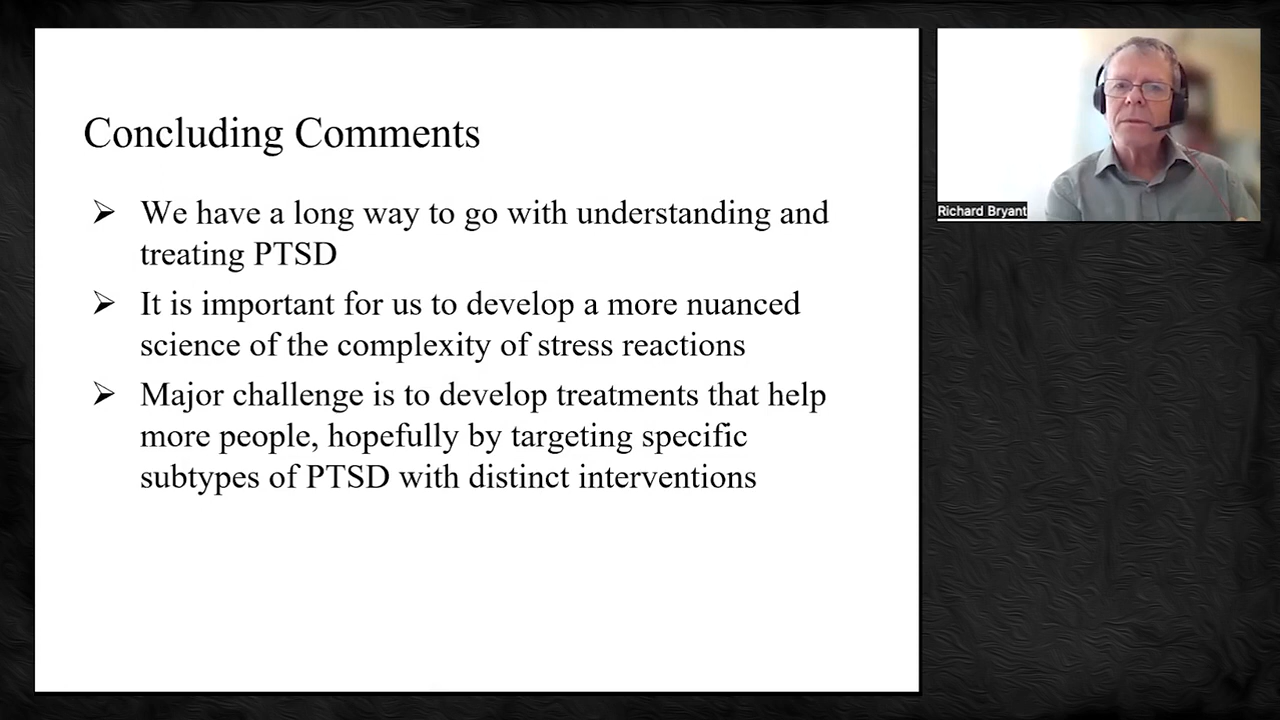 Concluding Comments
➢ We have a long way to go with understanding and
treating PTSD
➢ It is important for us to develop a more nuanced
science of the complexity of stress reactions
➢ Major challenge is to develop treatments that help
more people, hopefully by targeting specific
subtypes of PTSD with distinct interventions
Richard Bryant